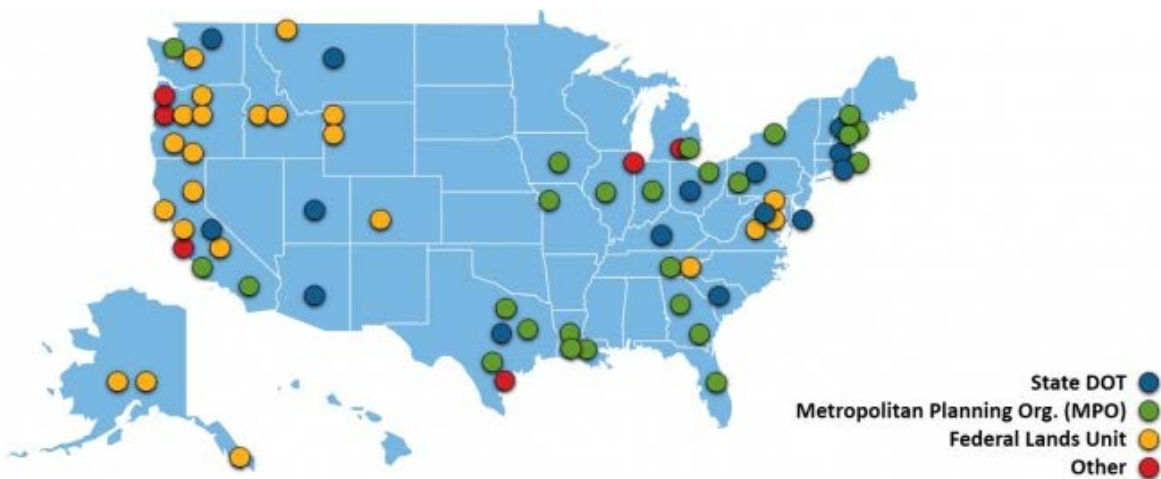 State DOT
Metropolitan Planning Org. (MPO)
Federal Lands Unit
Other